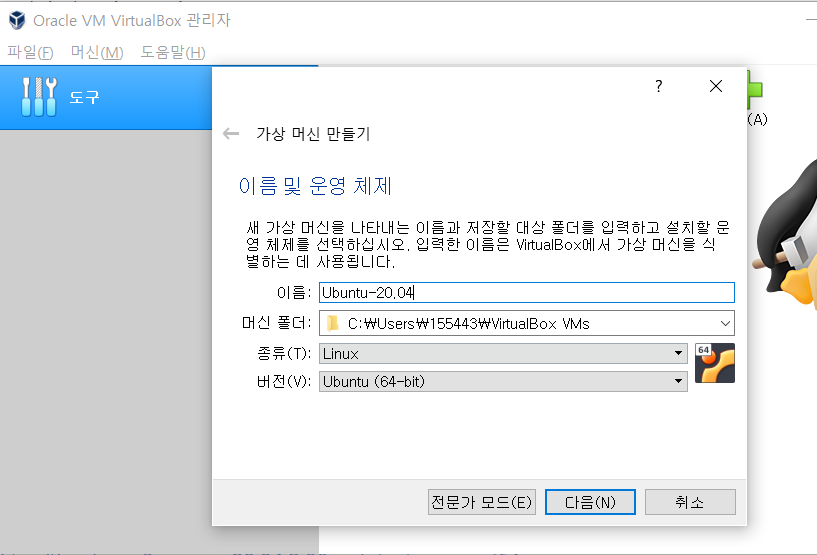 Oracle VM VirtualBox 관리자
파일(F) 머신(M) 도움말(H)
도구
?
(A)
가상 머신 만들기
이름 및 운영 체제
새 가상 머신을 나타내는 이름과 저장할 대상 폴더를 입력하고 설치할 운
영 체제를 선택하십시오. 입력한 이름은 VirtualBox에서 가상 머신을 식
별하는 데 사용됩니다.
이름: Ubuntu-20.04
머신 폴더: C:₩Users₩155443₩VirtualBox VMs
종류(T): Linux
64
버전(V): Ubuntu (64-bit)
전문가 모드(E) 다음(N) 취소